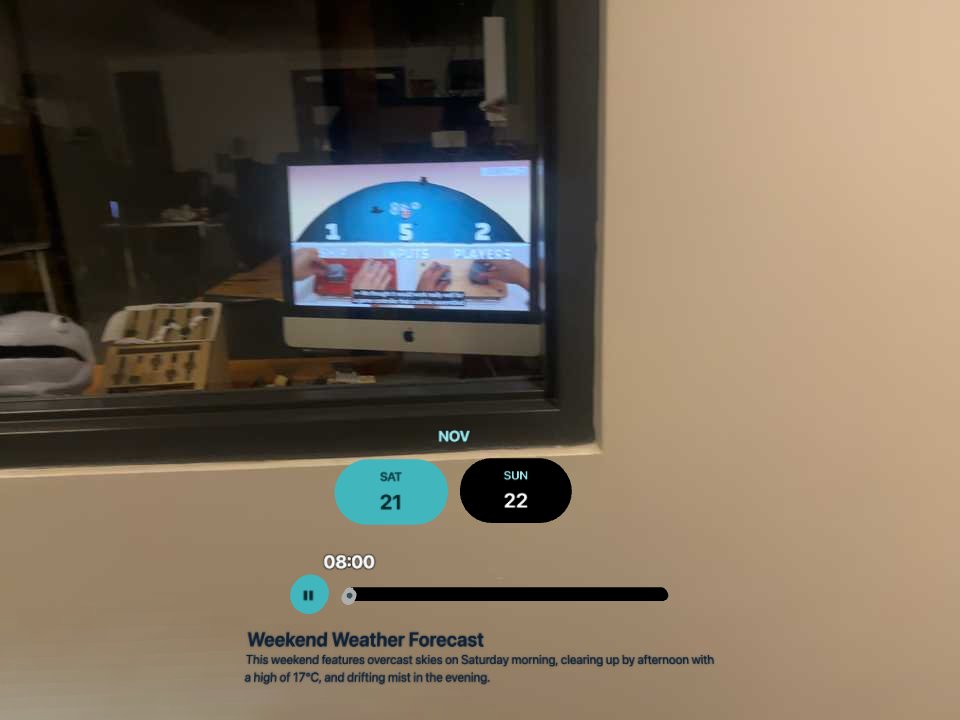 1 5 2
INPUTS PLAYERS
NOV
SAT
21
SUN
22
08:00
Weekend Weather Forecast
This weekend features overcast skies on Saturday morning, clearing up by afternoon with
a high of 17°C, and drifting mist in the evening.